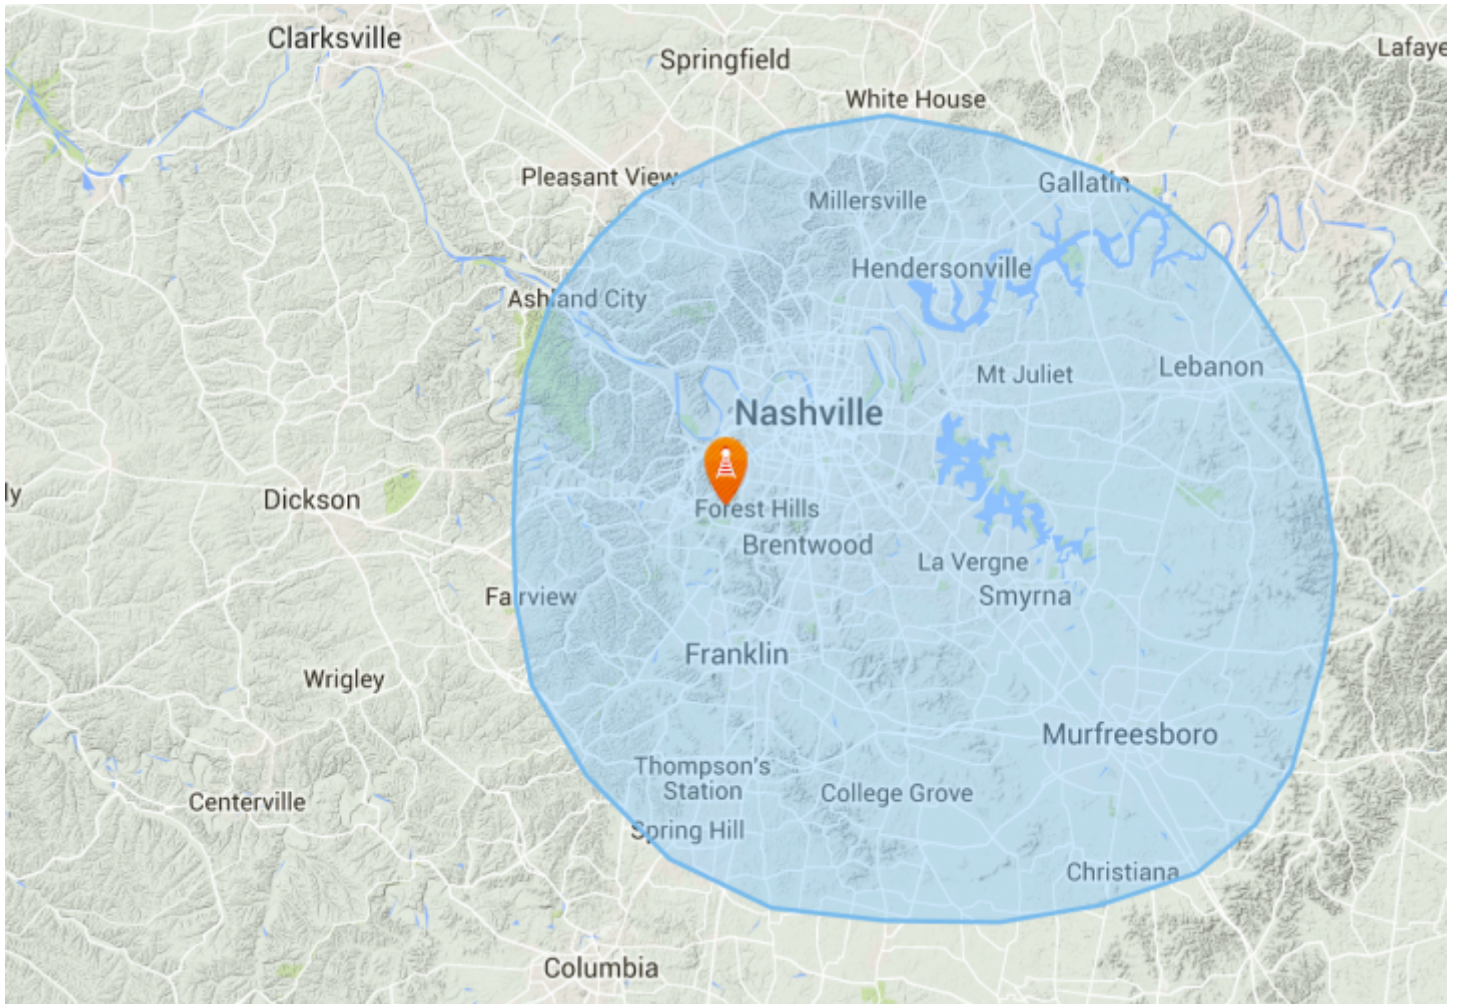 Clarksville
Springfield
Lafaye
White House
Pleasant View
Gallatin
Millersville
Hendersonville
Ashland City
Mt Juliet
Lebanon
Nashville
ly
Dickson
Forest Hills
Brentwood
La Vergne
Fairview
Smyrna
Franklin
Wrigley
Murfreesboro
Thompson's
Station
College Grove
Centerville
Spring Hill
Christiana
Columbia